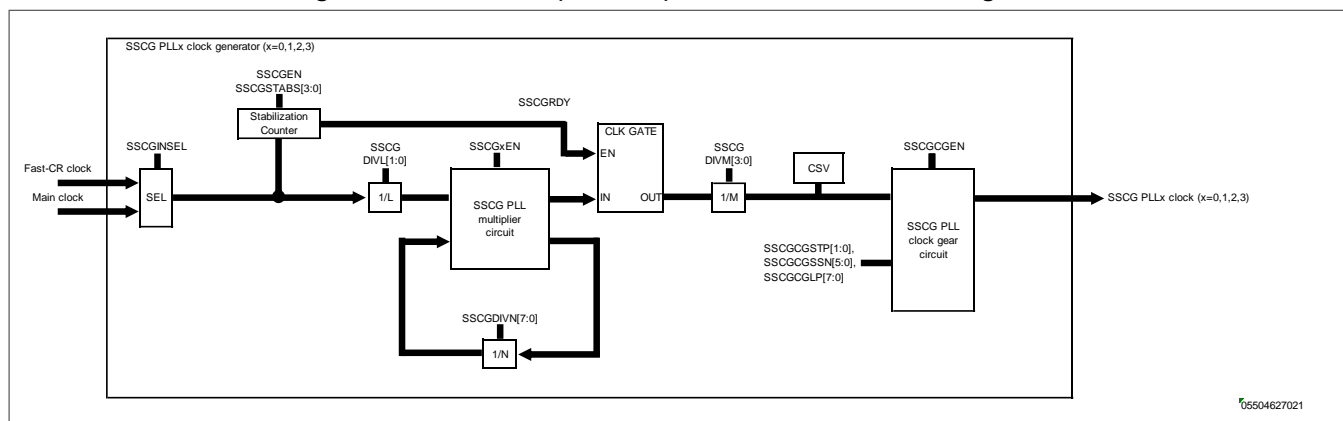 SSCG PLLx clock generator (x=0,1,2,3)
SSCGEN
SSCGSTABS[3:0]
Stabilization
Counter
SSCGRDY
CLK GATE
EN
IN
OUT
SSCGINSEL
Fast-CR clock
Main clock
SEL
SSCG
DIVL[1:0]
1/L
SSCGxEN
SSCG PLL
multiplier
circuit
SSCGDIVN[7:0]
1/N
SSCG
DIVM[3:0]
1/M
CSV
SSCGCGEN
SSCG PLL
clock gear
circuit
SSCGCGSTP[1:0],
SSCGCGSSN[5:0],
SSCGCGLP[7:0]
SSCG PLLx clock (x=0,1,2,3)
05504627021